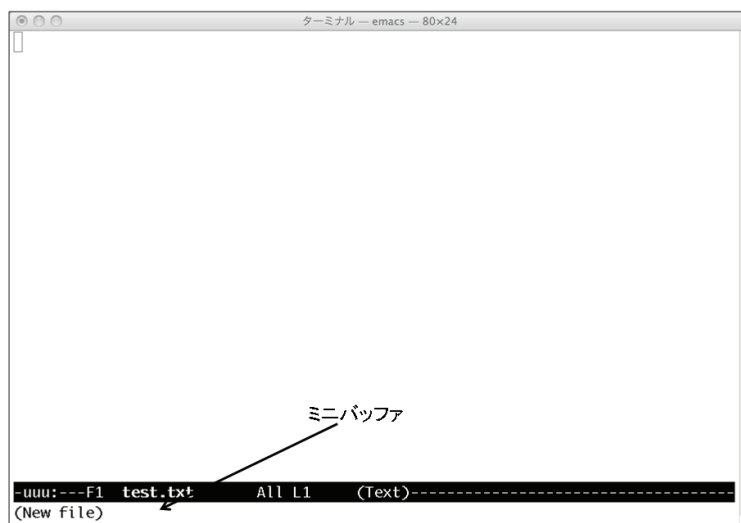 ターミナル — emacs — 80×24
ミニバッファ
-uuu:---F1  test.txt       All L1     (Text)-----------------------------------
(New file)